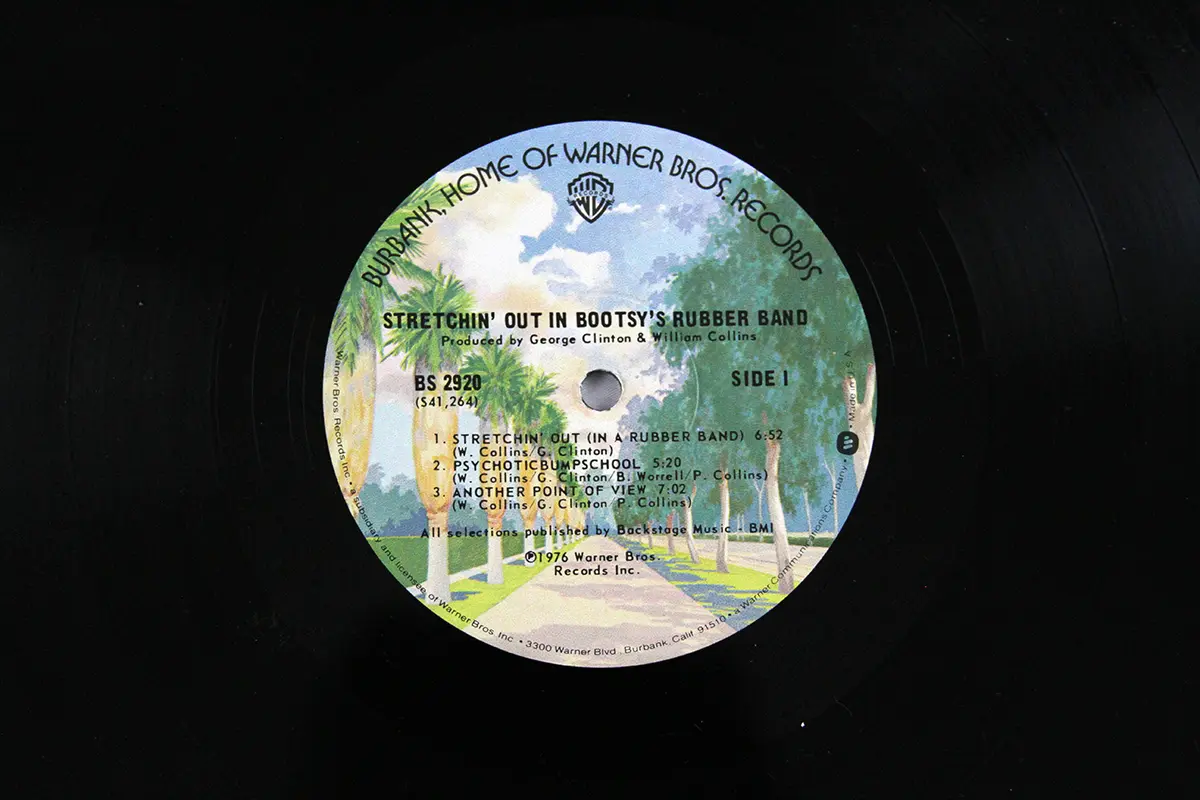 BURBANK, HOME OF WARNER BROS. RECORDS
RECORDS
STRETCHIN' OUT IN BOOTSY'S RUBBER BAND
Produced by George Clinton & William Collins
BS 2920
SIDE 1
(S41,264)
1. STRETCHIN' OUT (IN A RUBBER BAND) 6:52
(W. Collins/G. Clinton)
2. PSYCHOTICBUMPSCHOOL 5:20
(W. Collins/G. Clinton/B. Worrell/P. Collins)
3. ANOTHER POINT OF VIEW 7:02
(W. Collins/G. Clinton P. Collins)
All selections published by Backstage Music - BMI
℗1976 Warner Bros.
Records Inc.
Warner Bros. Records Inc. • a subsidiary and licensee of Warner Bros. Inc. • 3300 Warner Blvd., Burbank, Calif. 91510 • a Warner Communications Company • Made in U.S.A.